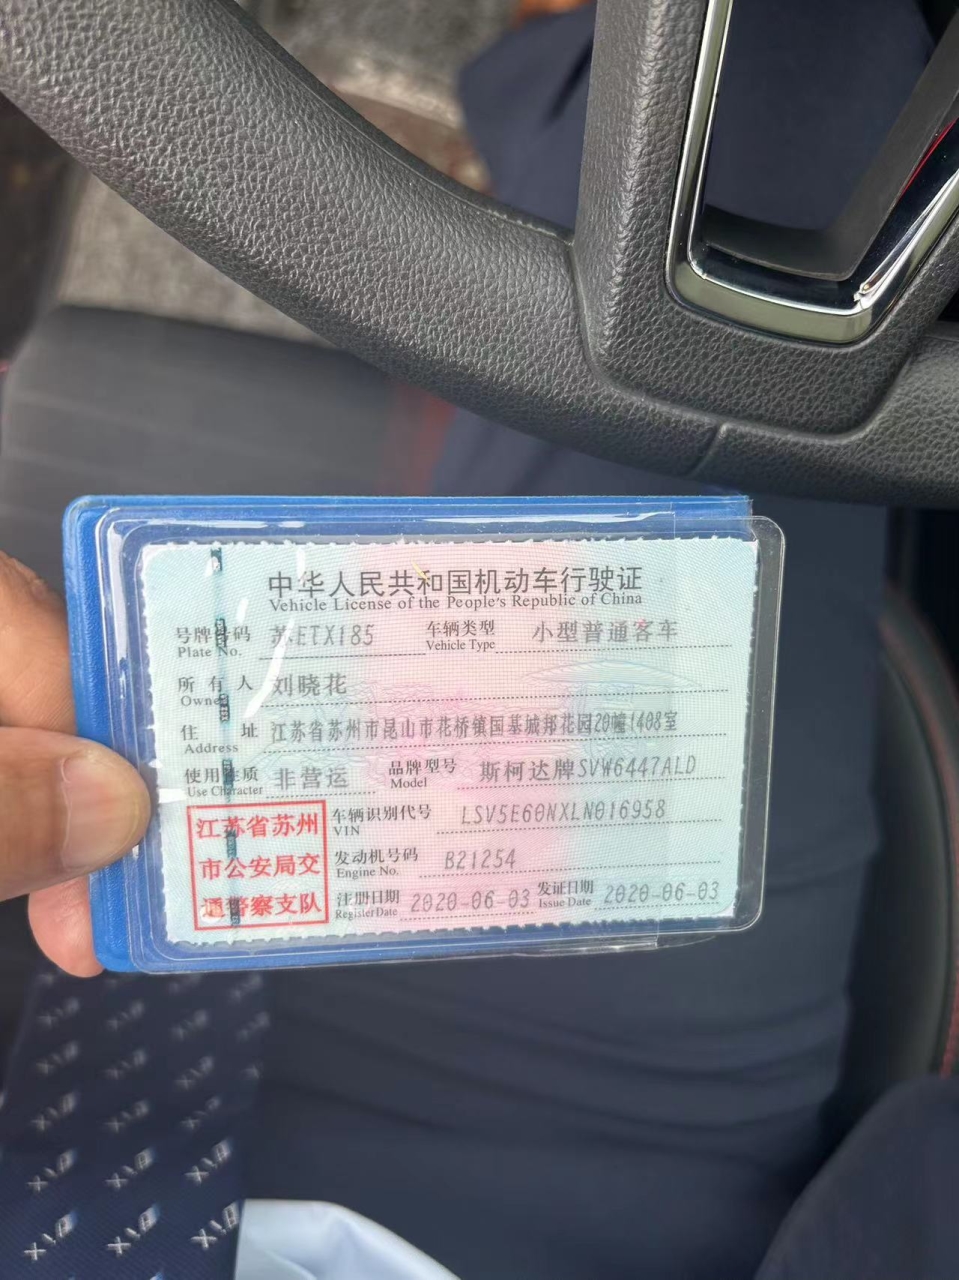 中华人民共和国机动车行驶证
Vehicle License of the People's Republic of China
号牌号码 苏ETX185 车辆类型 小型普通客车
Plate No. Vehicle Type
所有人 刘晓花
Owner
住址 江苏省苏州市昆山市花桥镇国基城邦花园20幢1408室
Address
使用性质 非营运 品牌型号 斯柯达牌SVW6447ALD
Use Character Model
江苏省苏州
市公安局交
通警察支队
车辆识别代号 LSV5E60NXLN016958
VIN
发动机号码 B21254
Engine No.
注册日期 2020-06-03 发证日期 2020-06-03
Register Date Issue Date